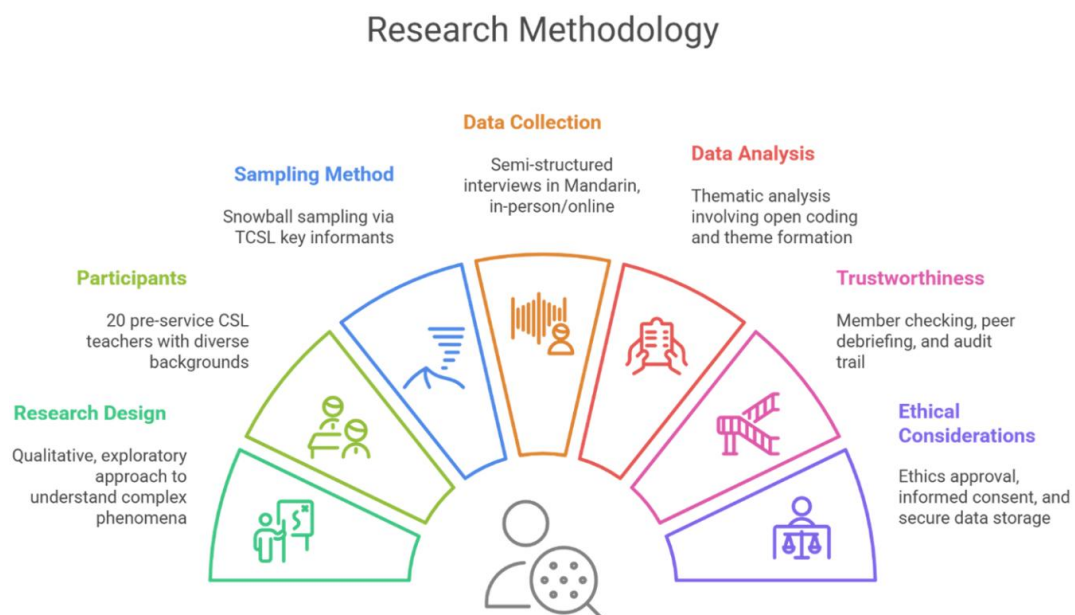 Research Methodology
Research Design
Qualitative, exploratory
approach to
understand complex
phenomena
Participants
20 pre-service CSL
teachers with diverse
backgrounds
Sampling Method
Snowball sampling via
TCSL key informants
Data Collection
Semi-structured
interviews in Mandarin,
in-person/online
Data Analysis
Thematic analysis
involving open coding
and theme formation
Trustworthiness
Member checking, peer
debriefing, and audit
trail
Ethical
Considerations
Ethics approval,
informed consent, and
secure data storage